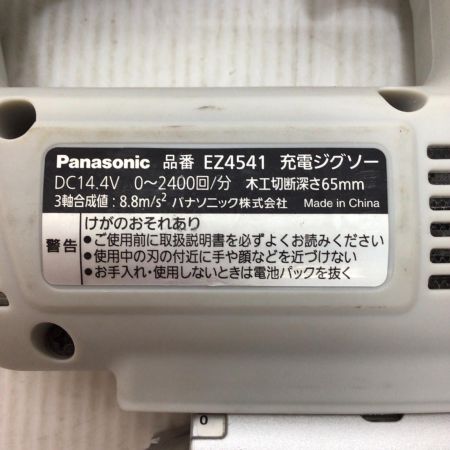 Panasonic 品番 EZ4541 充電ジグソー
DC14.4V 0～2400回/分 木工切断深さ65mm
3軸合成値：8.8m/s² パナソニック株式会社 Made in China
警告
けがのおそれあり
●ご使用前に取扱説明書を必ずよくお読みください
●使用中の刃の付近に手や顔などを近づけない
●お手入れ・使用しないときは電池パックを抜く
0